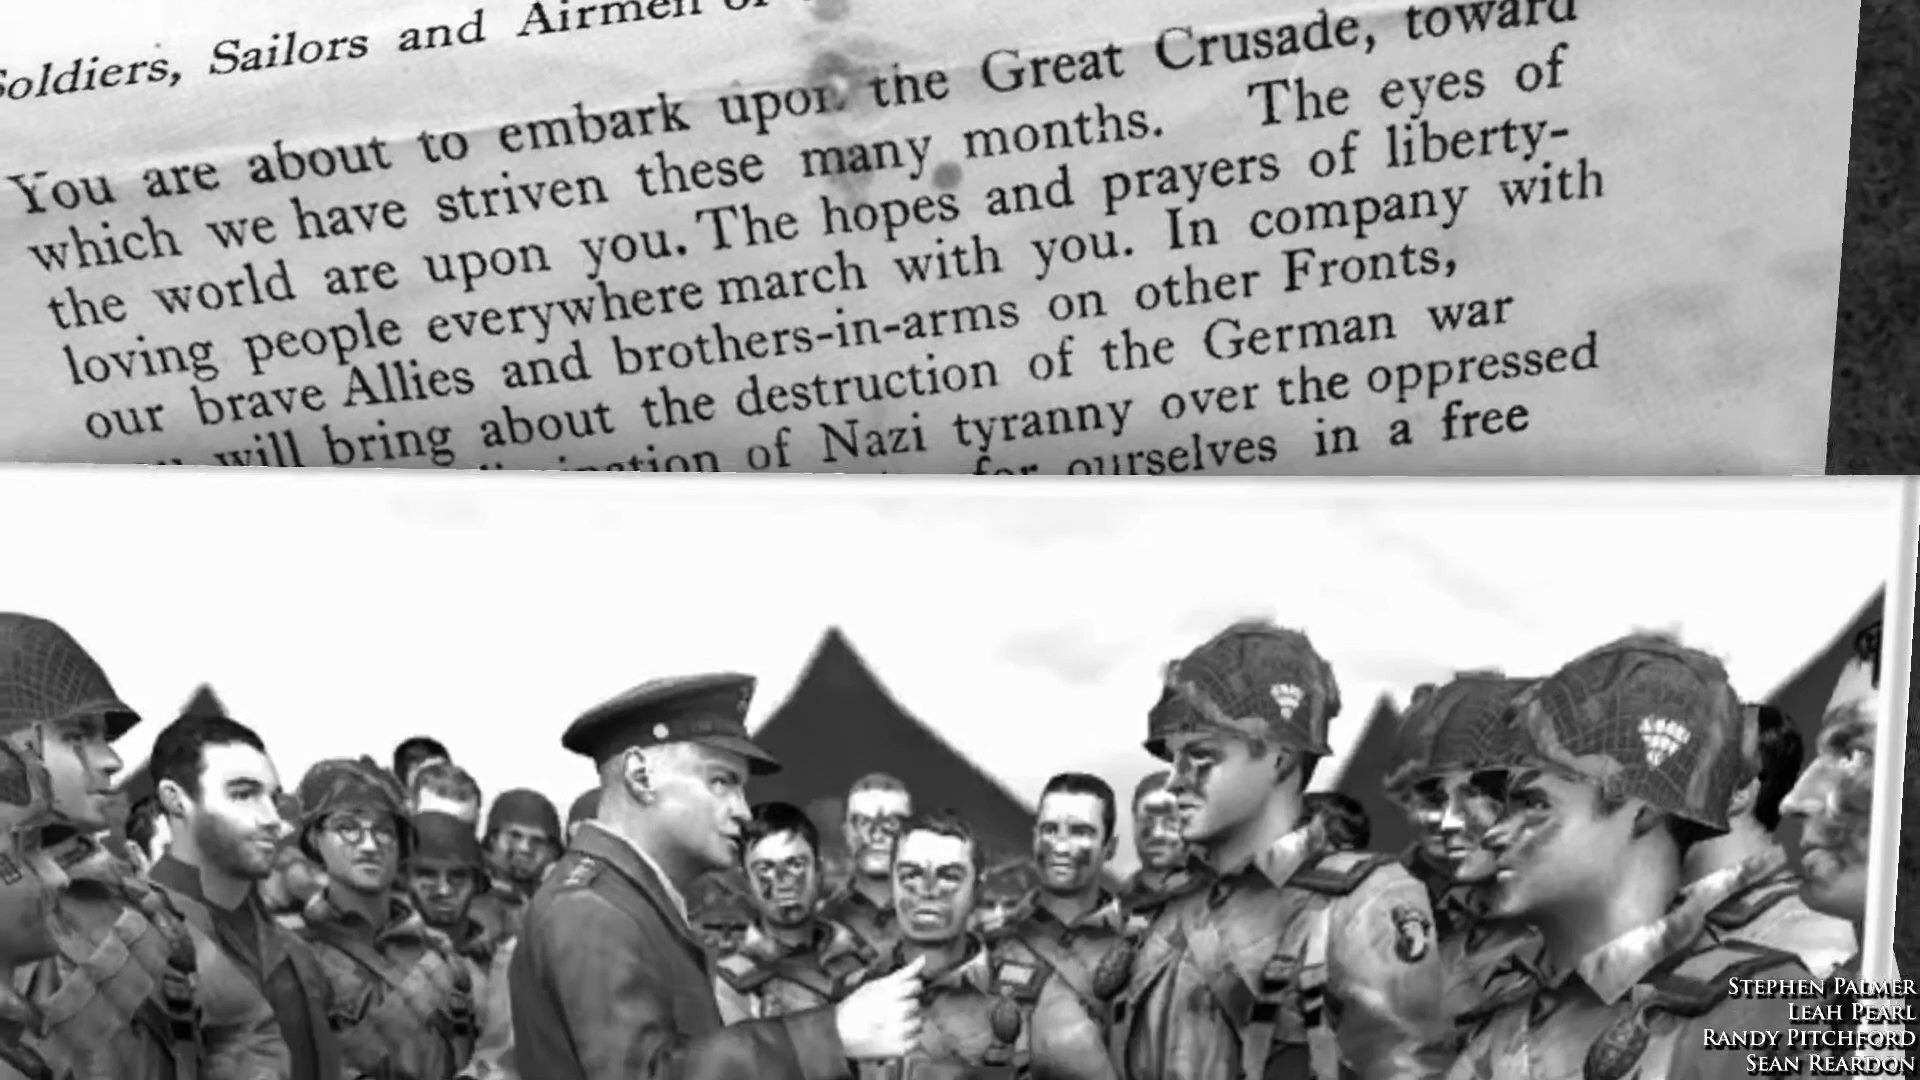 Soldiers, Sailors and Airmen of
You are about to embark upon the Great Crusade, toward
which we have striven these many months. The eyes of
the world are upon you. The hopes and prayers of liberty-
loving people everywhere march with you. In company with
our brave Allies and brothers-in-arms on other Fronts,
will bring about the destruction of the German war
of Nazi tyranny over the oppressed
for ourselves in a free
STEPHEN PALMER
LEAH PEARL
RANDY PITCHFORD
SEAN REARDON